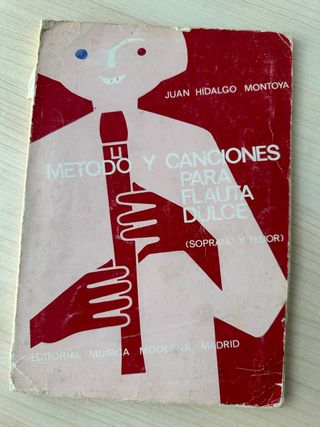 JUAN HIDALGO MONTOYA
METODO Y CANCIONES
PARA
FLAUTA
DULCE
(SOPRANO Y TENOR)
EDITORIAL MUSICA MODERNA - MADRID